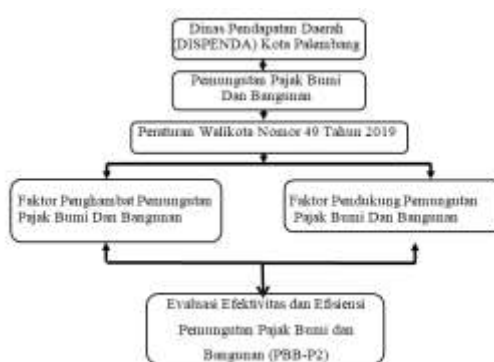 Dinas Pendapatan Daerah
(DISPENDA) Kota Palembang
Pemungutan Pajak Bumi
Dan Bangunan
Peraturan Walikota Nomor 49 Tahun 2019
Faktor Penghambat Pemungutan
Pajak Bumi Dan Bangunan
Faktor Pendukung Pemungutan
Pajak Bumi Dan Bangunan
Evaluasi Efektivitas dan Efisiensi
Pemungutan Pajak Bumi dan
Bangunan (PBB-P2)